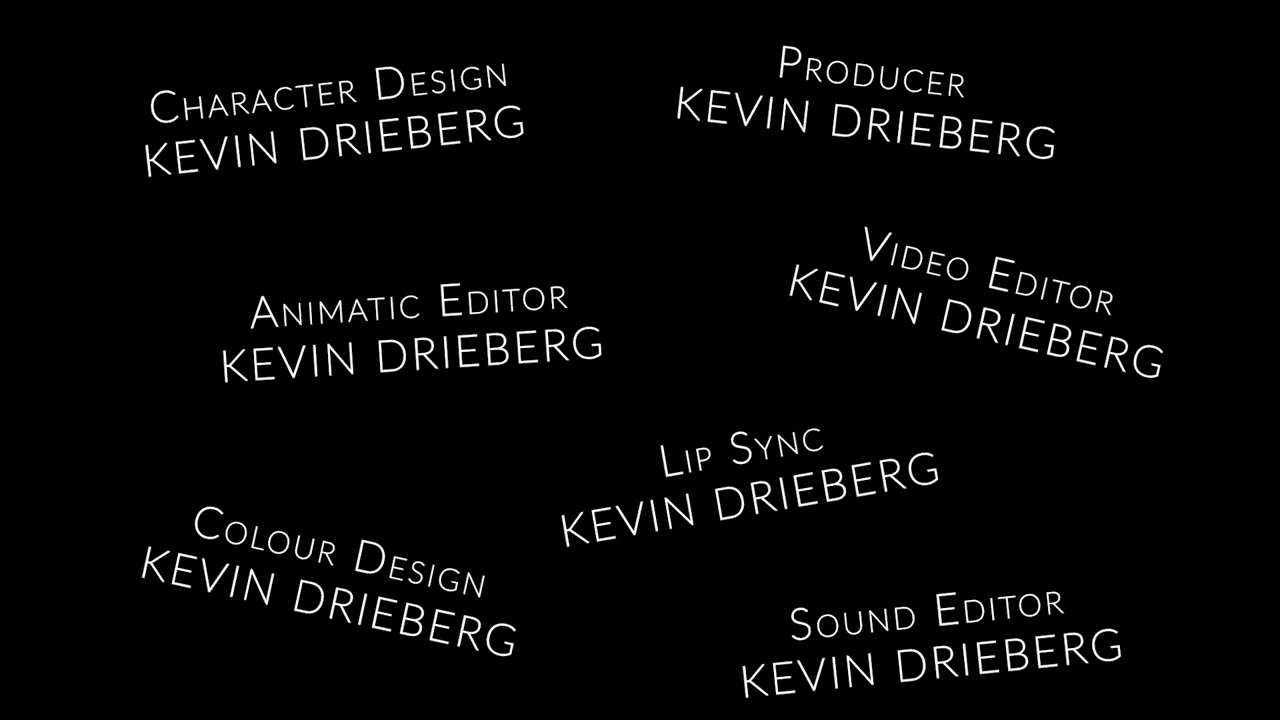 Character Design
KEVIN DRIEBERG
Producer
KEVIN DRIEBERG
Animatic Editor
KEVIN DRIEBERG
Video Editor
KEVIN DRIEBERG
Lip Sync
KEVIN DRIEBERG
Colour Design
KEVIN DRIEBERG
Sound Editor
KEVIN DRIEBERG